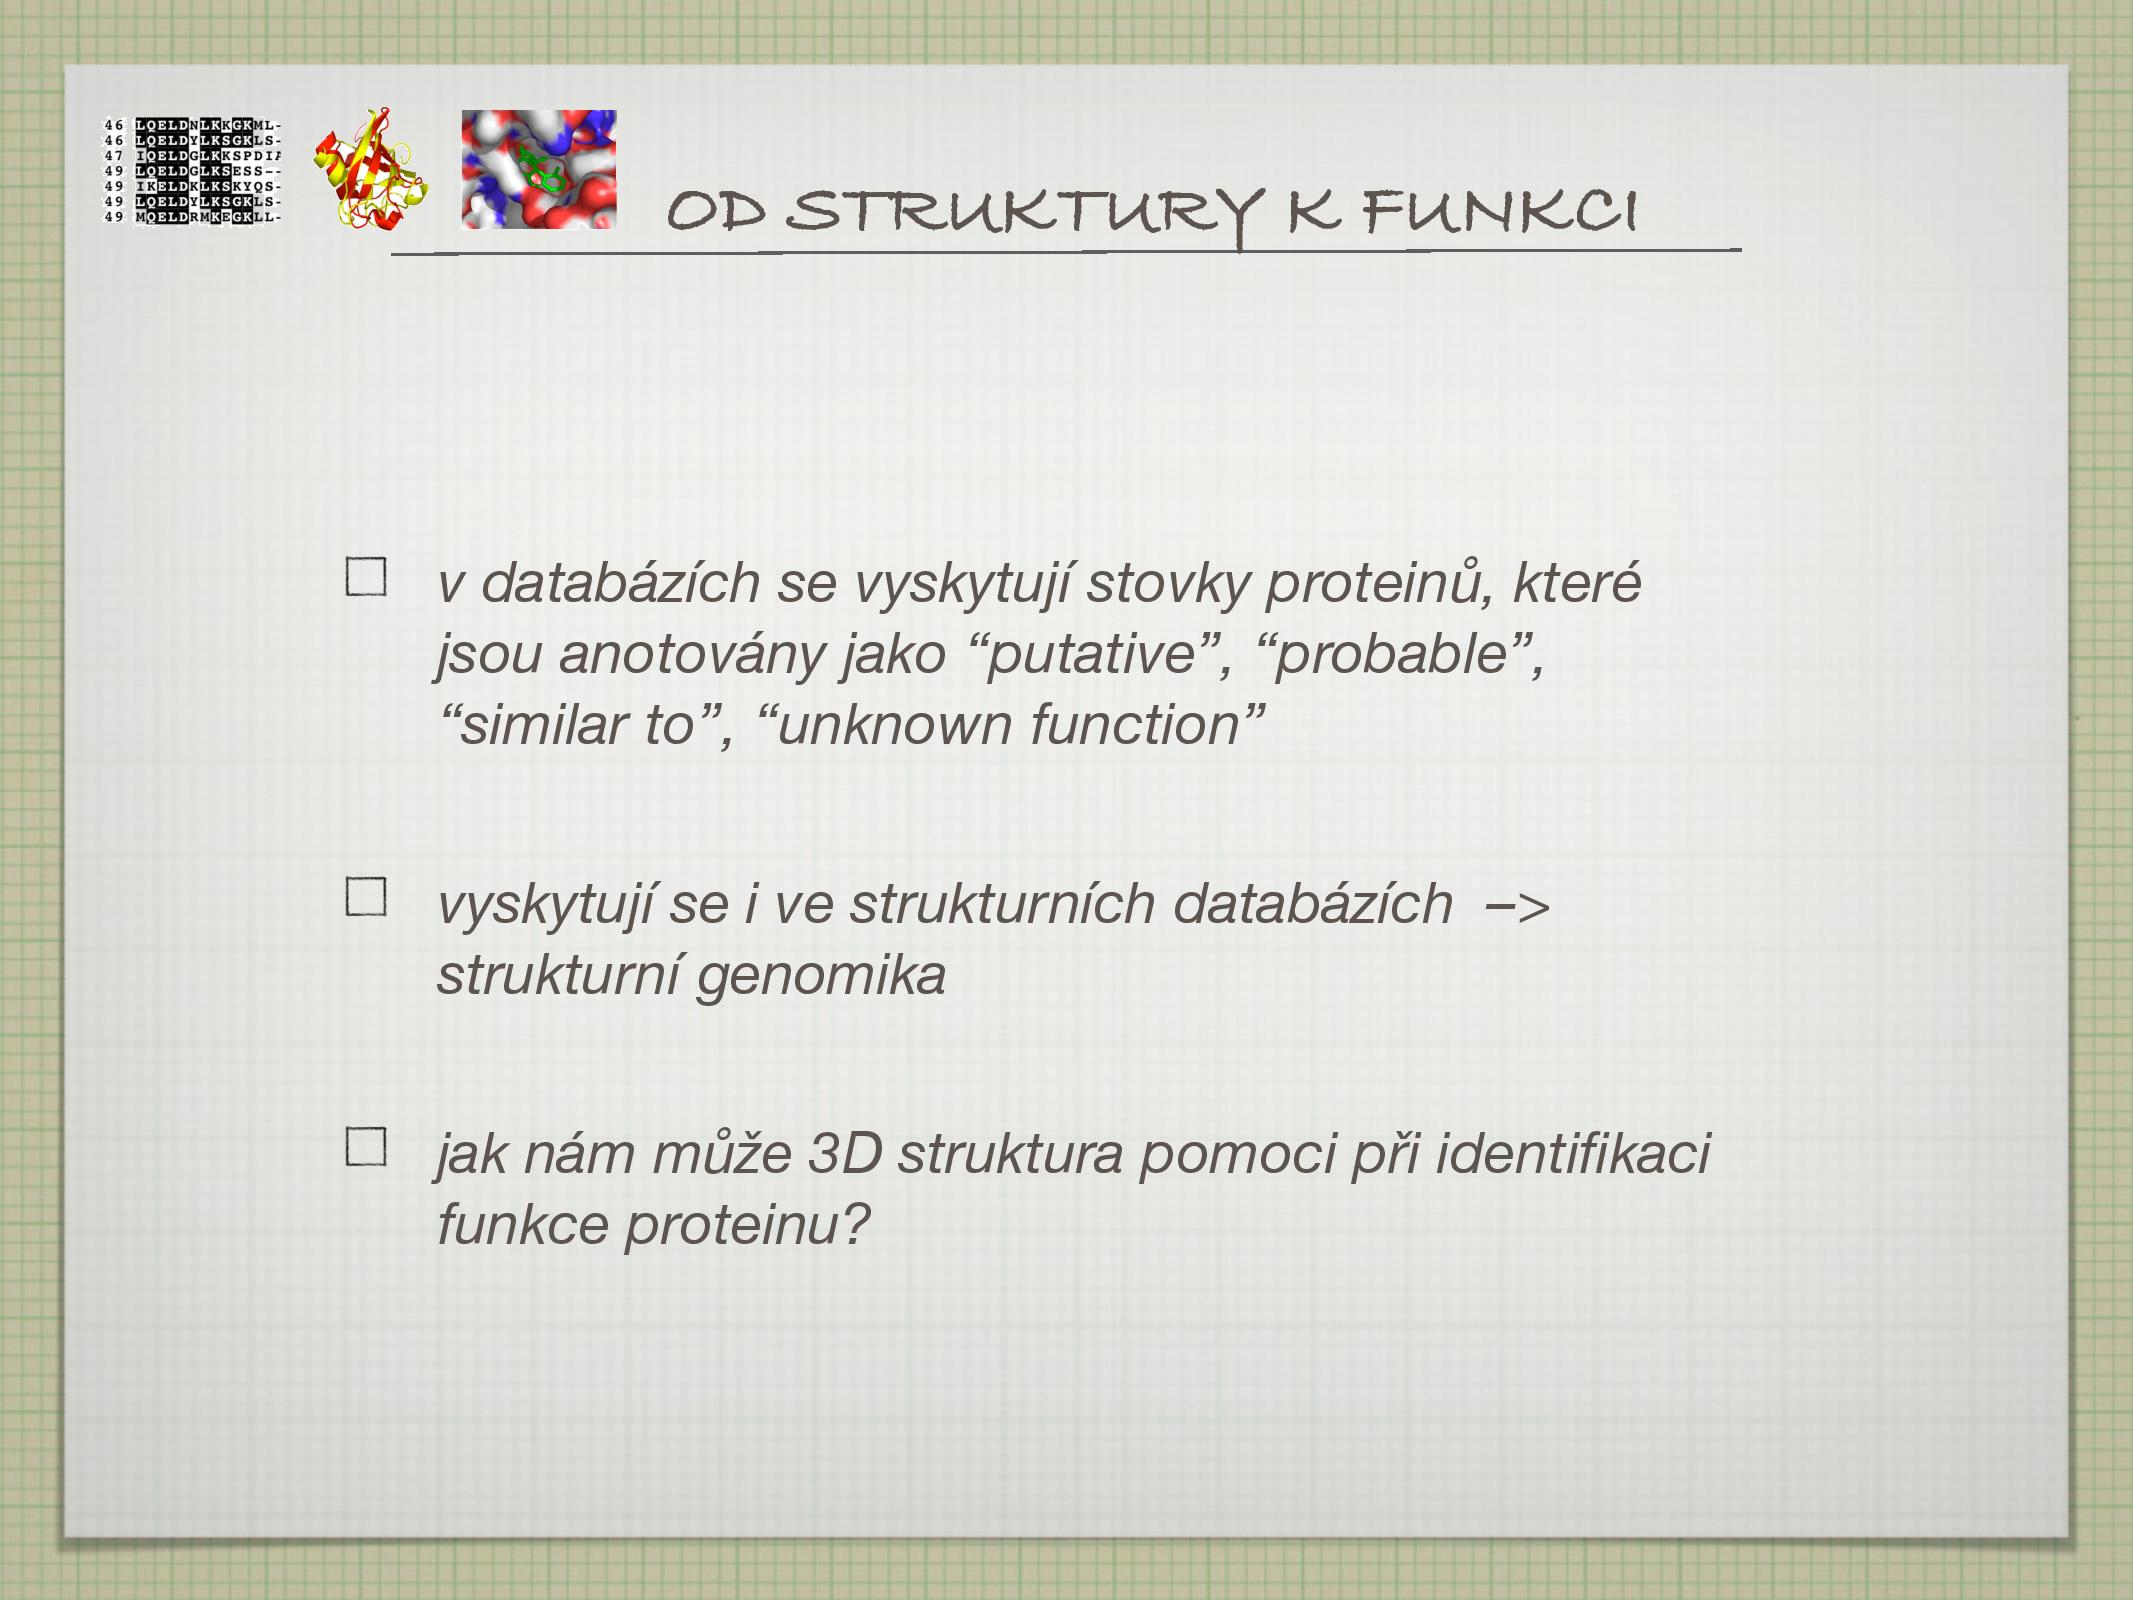 46 LQELDNLKKGKML-
46 LQELDYLKSGKLS-
47 IQELDGLKKSPDIA
49 LQELDGLKSESS--
49 IKELDKLKSKYQS-
49 LQELDYLKSGKLS-
49 MQELDRMKEGKLL-
OD STRUKTURY K FUNKCI
v databázích se vyskytují stovky proteinů, které
jsou anotovány jako “putative”, “probable”,
“similar to”, “unknown function”
vyskytují se i ve strukturních databázích –>
strukturní genomika
jak nám může 3D struktura pomoci při identifikaci
funkce proteinu?